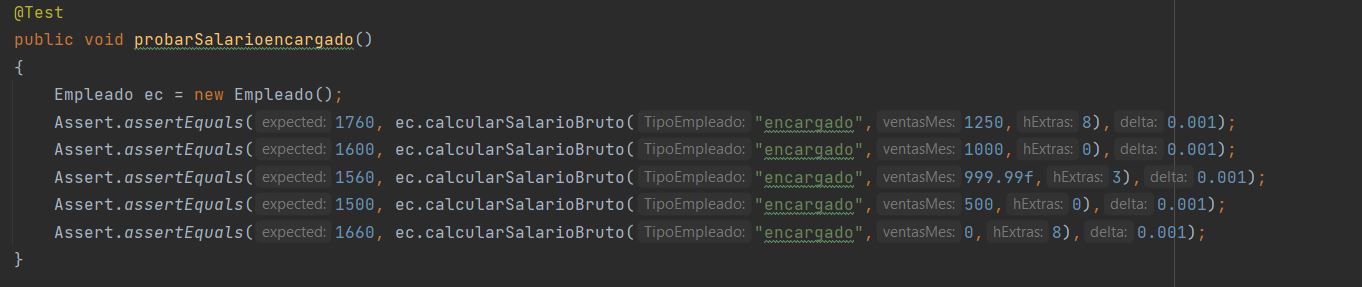 @Test
public void probarSalarioencargado()
{
Empleado ec = new Empleado();
Assert.assertEquals( expected: 1760, ec.calcularSalarioBruto( TipoEmpleado: "encargado", ventasMes: 1250, hExtras: 8), delta: 0.001);
Assert.assertEquals( expected: 1600, ec.calcularSalarioBruto( TipoEmpleado: "encargado", ventasMes: 1000, hExtras: 0), delta: 0.001);
Assert.assertEquals( expected: 1560, ec.calcularSalarioBruto( TipoEmpleado: "encargado", ventasMes: 999.99f, hExtras: 3), delta: 0.001);
Assert.assertEquals( expected: 1500, ec.calcularSalarioBruto( TipoEmpleado: "encargado", ventasMes: 500, hExtras: 0), delta: 0.001);
Assert.assertEquals( expected: 1660, ec.calcularSalarioBruto( TipoEmpleado: "encargado", ventasMes: 0, hExtras: 8), delta: 0.001);
}